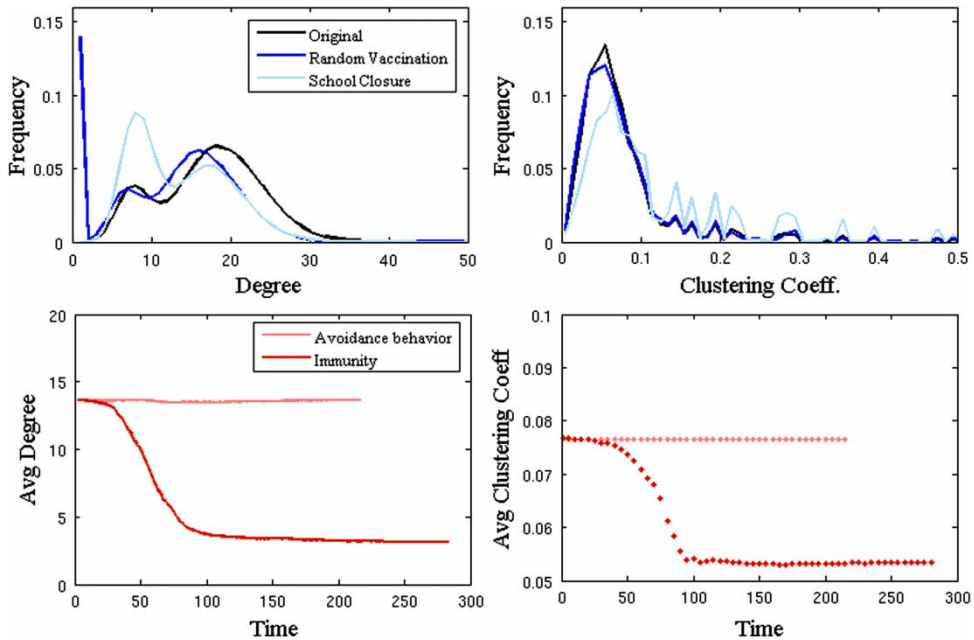 0.15
0.1
0.05
0
Frequency
Original
Random Vaccination
School Closure
0 10 20 30 40 50
Degree
0.15
0.1
0.05
0
Frequency
0 0.1 0.2 0.3 0.4 0.5
Clustering Coeff.
20
15
10
5
0
Avg Degree
Avoidance behavior
Immunity
0 50 100 150 200 250 300
Time
0.1
0.09
0.08
0.07
0.06
0.05
Avg Clustering Coeff
0 50 100 150 200 250 300
Time